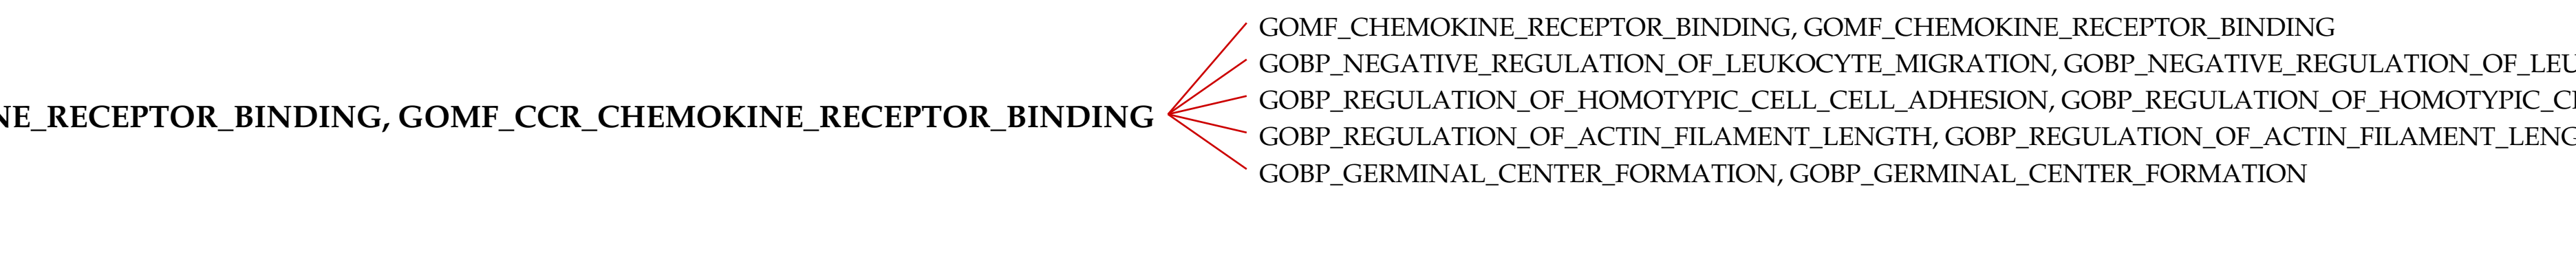 GOMF_CHEMOKINE_RECEPTOR_BINDING, GOMF_CHEMOKINE_RECEPTOR_BINDING
GOBP_NEGATIVE_REGULATION_OF_LEUKOCYTE_MIGRATION, GOBP_NEGATIVE_REGULATION_OF_LEU
GOBP_REGULATION_OF_HOMOTYPIC_CELL_CELL_ADHESION, GOBP_REGULATION_OF_HOMOTYPIC_CE
NE_RECEPTOR_BINDING, GOMF_CCR_CHEMOKINE_RECEPTOR_BINDING
GOBP_REGULATION_OF_ACTIN_FILAMENT_LENGTH, GOBP_REGULATION_OF_ACTIN_FILAMENT_LENG
GOBP_GERMINAL_CENTER_FORMATION, GOBP_GERMINAL_CENTER_FORMATION